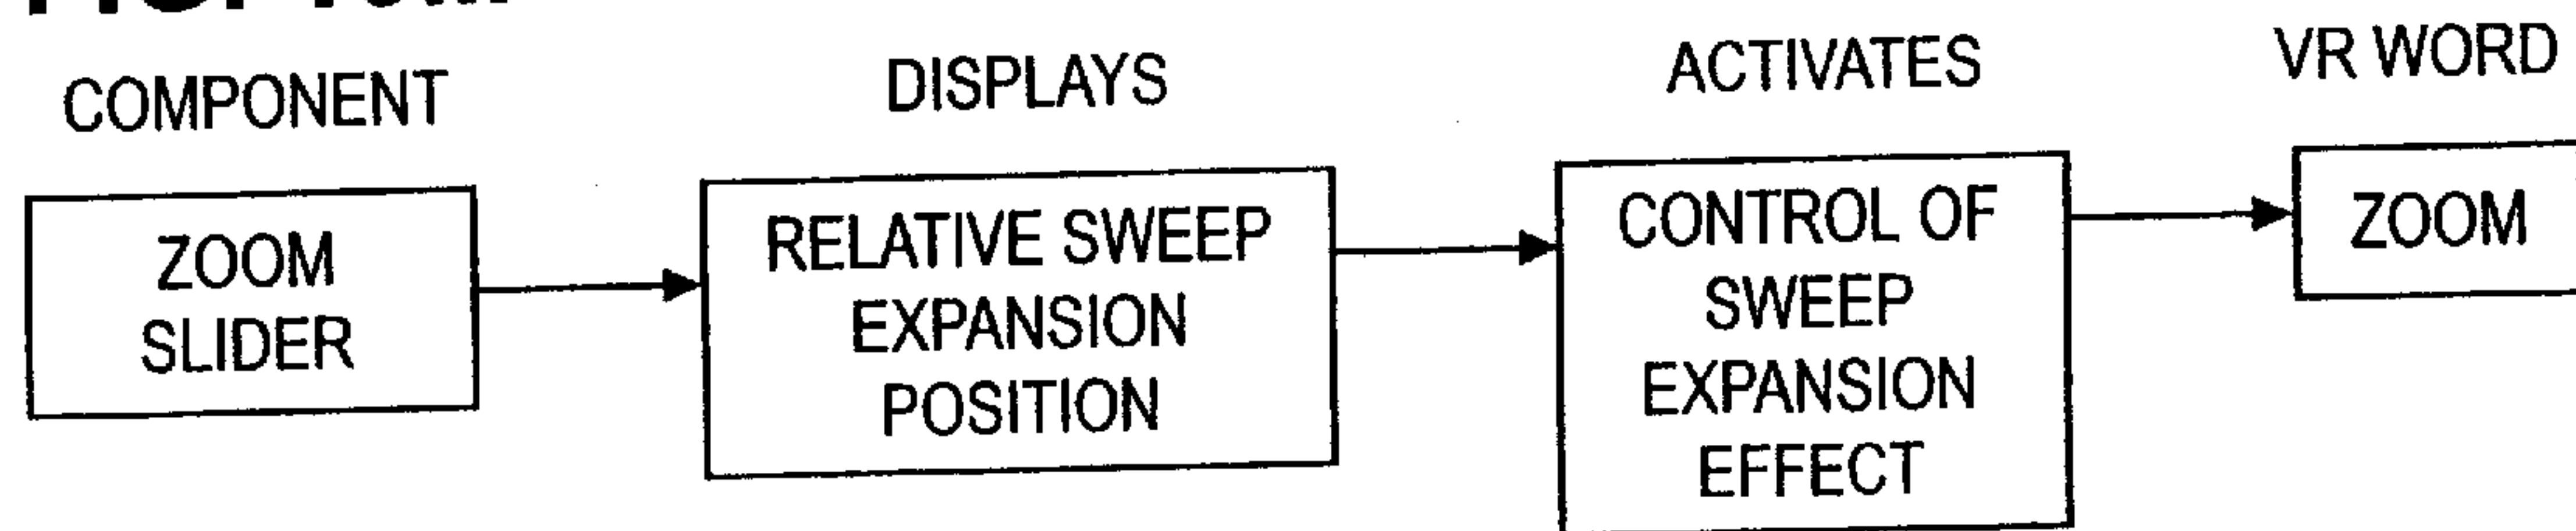 COMPONENT
DISPLAYS
ACTIVATES
VR WORD
ZOOM
SLIDER
RELATIVE SWEEP
EXPANSION
POSITION
CONTROL OF
SWEEP
EXPANSION
EFFECT
ZOOM